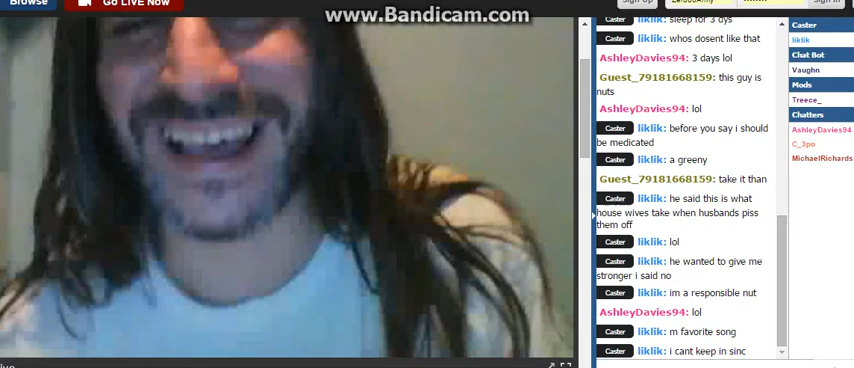 Browse
Go LIVE Now
www.Bandicam.com
Sign Up
Sign In
sleep for 3 dys
Caster liklik: whos dosent like that
AshleyDavies94: 3 days lol
Guest_79181668159: this guy is
nuts
AshleyDavies94: lol
Caster liklik: before you say i should
be medicated
Caster liklik: a greeny
Guest_79181668159: take it than
Caster liklik: he said this is what
house wives take when husbands piss
them off
Caster liklik: lol
Caster liklik: he wanted to give me
stronger i said no
Caster liklik: im a responsible nut
AshleyDavies94: lol
Caster liklik: m favorite song
Caster liklik: i cant keep in sinc
Caster
liklik
Chat Bot
Vaughn
Mods
Treece_
Chatters
AshleyDavies94
C_3po
MichaelRichards